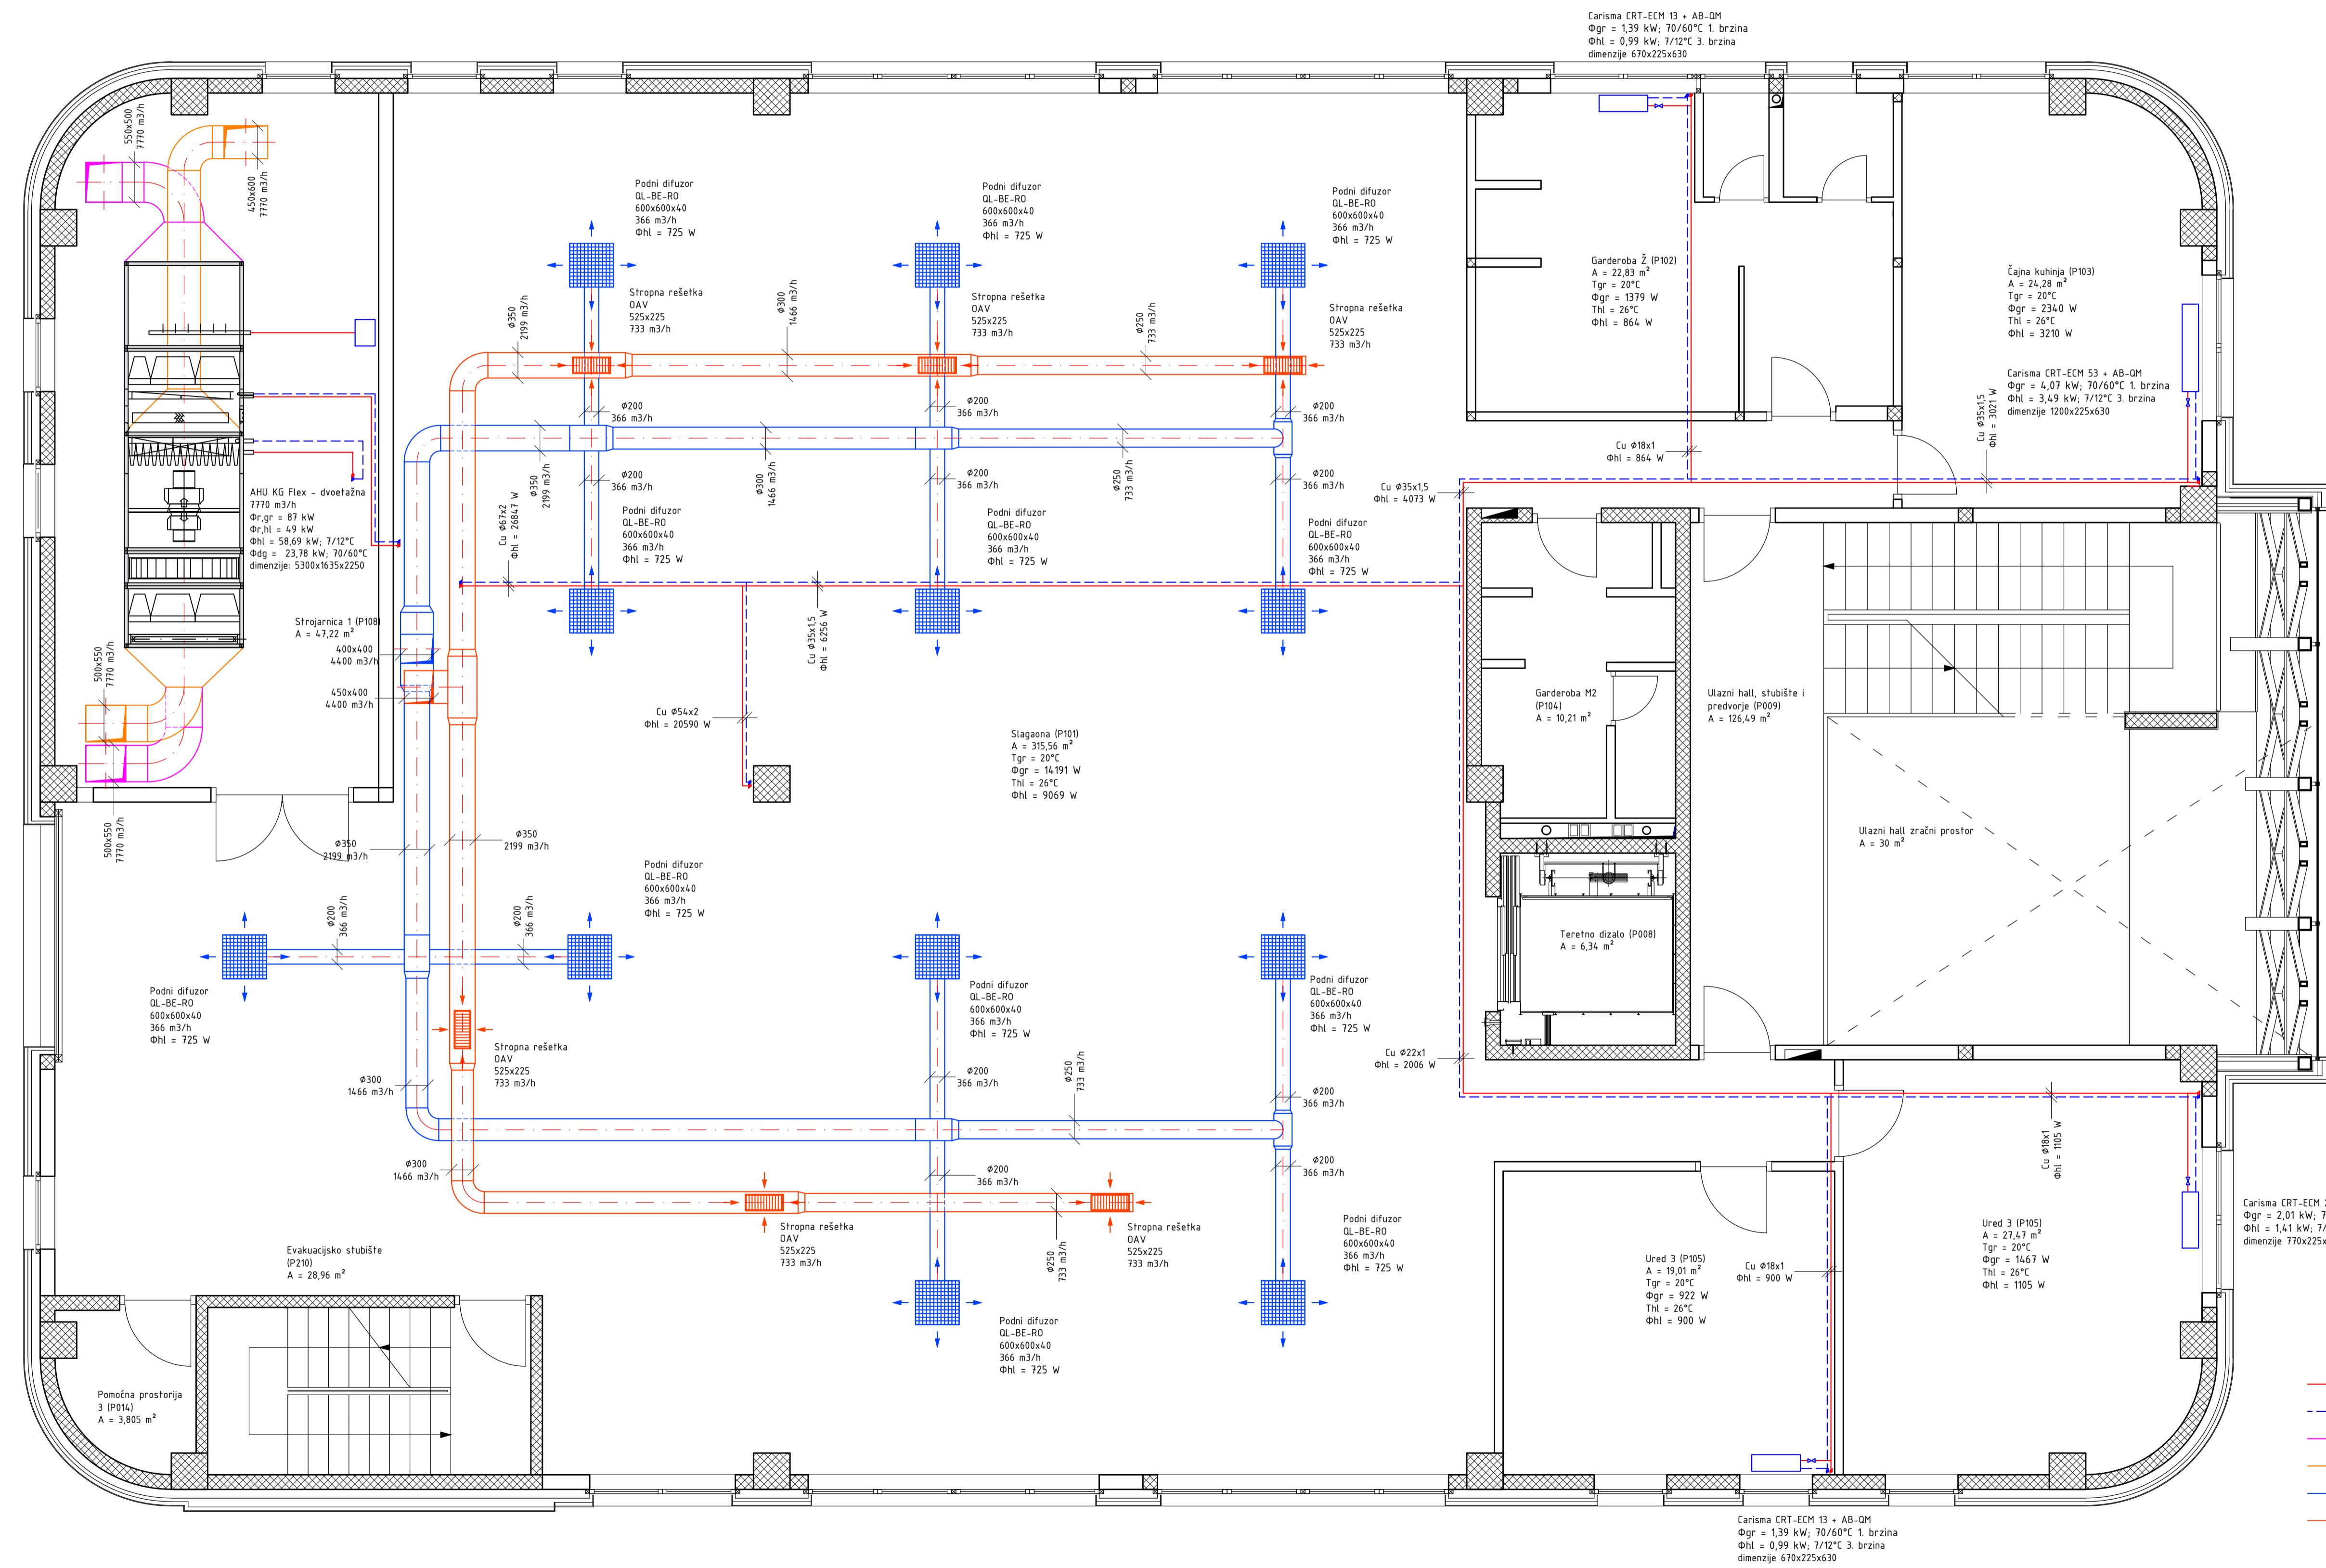 Carisma CRT-ECM 13 + AB-QM
Φgr = 1,39 kW; 70/60°C 1. brzina
Φhl = 0,99 kW; 7/12°C 3. brzina
dimenzije 670x225x630
550x500
7770 m3/h
450x600
7770 m3/h
Podni difuzor
QL-BE-RO
600x600x40
366 m3/h
Φhl = 725 W
Podni difuzor
QL-BE-RO
600x600x40
366 m3/h
Φhl = 725 W
Podni difuzor
QL-BE-RO
600x600x40
366 m3/h
Φhl = 725 W
Stropna rešetka
OAV
525x225
733 m3/h
Stropna rešetka
OAV
525x225
733 m3/h
Stropna rešetka
OAV
525x225
733 m3/h
Φ350
2199 m3/h
Φ300
1466 m3/h
Φ250
733 m3/h
Garderoba Ž (P102)
A = 22,83 m²
Tgr = 20°C
Φgr = 1379 W
Thl = 26°C
Φhl = 864 W
Čajna kuhinja (P103)
A = 24,28 m²
Tgr = 20°C
Φgr = 2340 W
Thl = 26°C
Φhl = 3210 W
Carisma CRT-ECM 53 + AB-QM
Φgr = 4,07 kW; 70/60°C 1. brzina
Φhl = 3,49 kW; 7/12°C 3. brzina
dimenzije 1200x225x630
Cu Φ35x1,5
Φhl = 3021 W
Φ200
366 m3/h
Φ200
366 m3/h
Φ200
366 m3/h
Cu Φ18x1
Φhl = 864 W
Φ350
2199 m3/h
Φ300
1466 m3/h
Φ250
733 m3/h
Φ200
366 m3/h
Φ200
366 m3/h
Φ200
366 m3/h
Cu Φ35x1,5
Φhl = 4073 W
AHU KG Flex - dvoetažna
7770 m3/h
Φr,gr = 87 kW
Φr,hl = 49 kW
Φhl = 58,69 kW; 7/12°C
Φdg =  23,78 kW; 70/60°C
dimenzije: 5300x1635x2250
Cu Φ67x2
Φhl = 26847 W
Podni difuzor
QL-BE-RO
600x600x40
366 m3/h
Φhl = 725 W
Podni difuzor
QL-BE-RO
600x600x40
366 m3/h
Φhl = 725 W
Podni difuzor
QL-BE-RO
600x600x40
366 m3/h
Φhl = 725 W
Strojarnica 1 (P108)
A = 47,22 m²
400x400
4400 m3/h
450x400
4400 m3/h
500x550
7770 m3/h
Cu Φ35x1,5
Φhl = 6256 W
Cu Φ54x2
Φhl = 20590 W
Slagaona (P101)
A = 315,56 m²
Tgr = 20°C
Φgr = 14191 W
Thl = 26°C
Φhl = 9069 W
Garderoba M2
(P104)
A = 10,21 m²
Ulazni hall, stubište i
predvorje (P009)
A = 126,49 m²
Ulazni hall zračni prostor
A = 30 m²
500x550
7770 m3/h
Φ350
2199 m3/h
Φ350
2199 m3/h
Podni difuzor
QL-BE-RO
600x600x40
366 m3/h
Φhl = 725 W
Φ200
366 m3/h
Φ200
366 m3/h
Teretno dizalo (P008)
A = 6,34 m²
Podni difuzor
QL-BE-RO
600x600x40
366 m3/h
Φhl = 725 W
Podni difuzor
QL-BE-RO
600x600x40
366 m3/h
Φhl = 725 W
Podni difuzor
QL-BE-RO
600x600x40
366 m3/h
Φhl = 725 W
Stropna rešetka
OAV
525x225
733 m3/h
Cu Φ22x1
Φhl = 2006 W
Φ300
1466 m3/h
Φ200
366 m3/h
Φ250
733 m3/h
Φ200
366 m3/h
Cu Φ18x1
Φhl = 1105 W
Φ300
1466 m3/h
Φ200
366 m3/h
Φ200
366 m3/h
Stropna rešetka
OAV
525x225
733 m3/h
Φ250
733 m3/h
Stropna rešetka
OAV
525x225
733 m3/h
Podni difuzor
QL-BE-RO
600x600x40
366 m3/h
Φhl = 725 W
Evakuacijsko stubište
(P210)
A = 28,96 m²
Ured 3 (P105)
A = 19,01 m²
Tgr = 20°C
Φgr = 922 W
Thl = 26°C
Φhl = 900 W
Cu Φ18x1
Φhl = 900 W
Ured 3 (P105)
A = 27,47 m²
Tgr = 20°C
Φgr = 1467 W
Thl = 26°C
Φhl = 1105 W
Carisma CRT-ECM
Φgr = 2,01 kW;
Φhl = 1,41 kW;
dimenzije 770x225x
Podni difuzor
QL-BE-RO
600x600x40
366 m3/h
Φhl = 725 W
Pomoćna prostorija
3 (P014)
A = 3,805 m²
Carisma CRT-ECM 13 + AB-QM
Φgr = 1,39 kW; 70/60°C 1. brzina
Φhl = 0,99 kW; 7/12°C 3. brzina
dimenzije 670x225x630